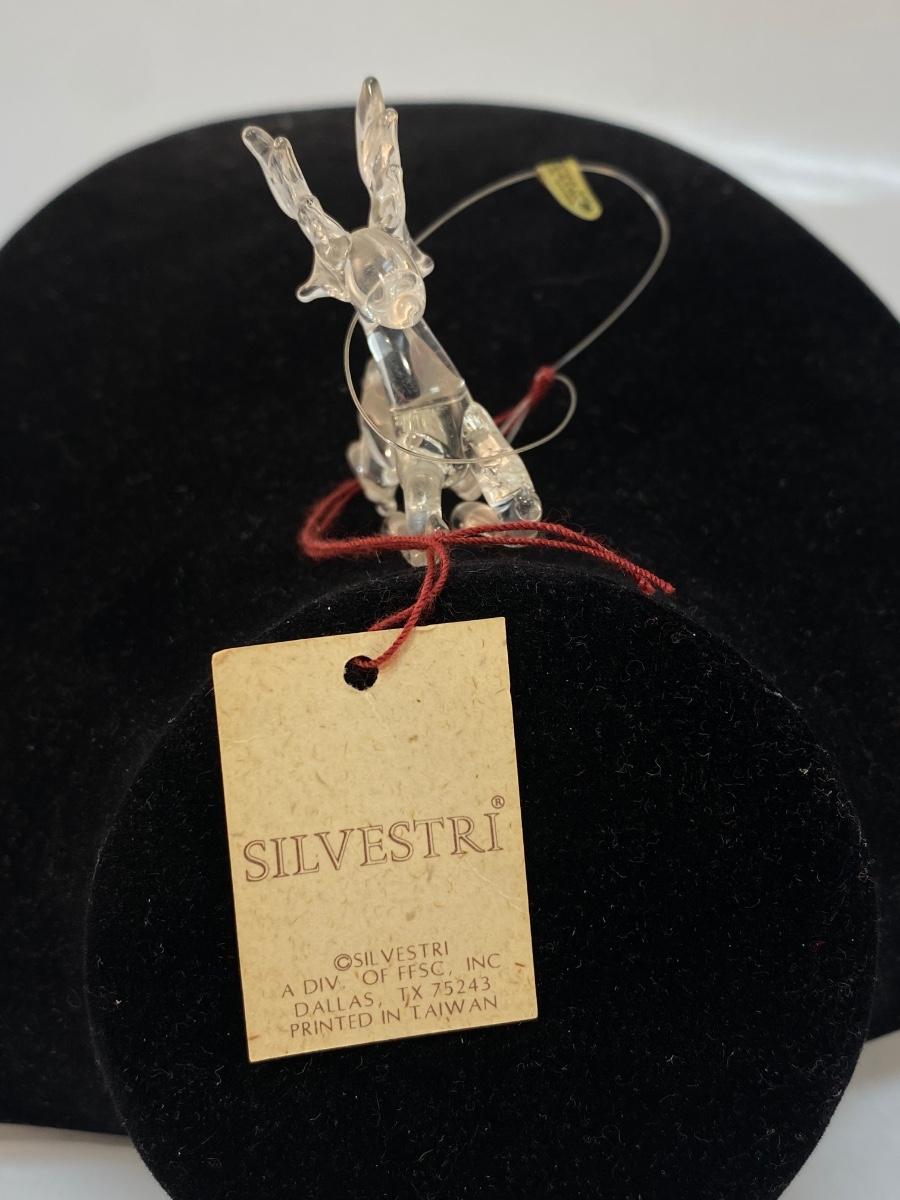 SILVESTRI®
©SILVESTRI
A DIV. OF FFSC, INC
DALLAS, TX 75243
PRINTED IN TAIWAN